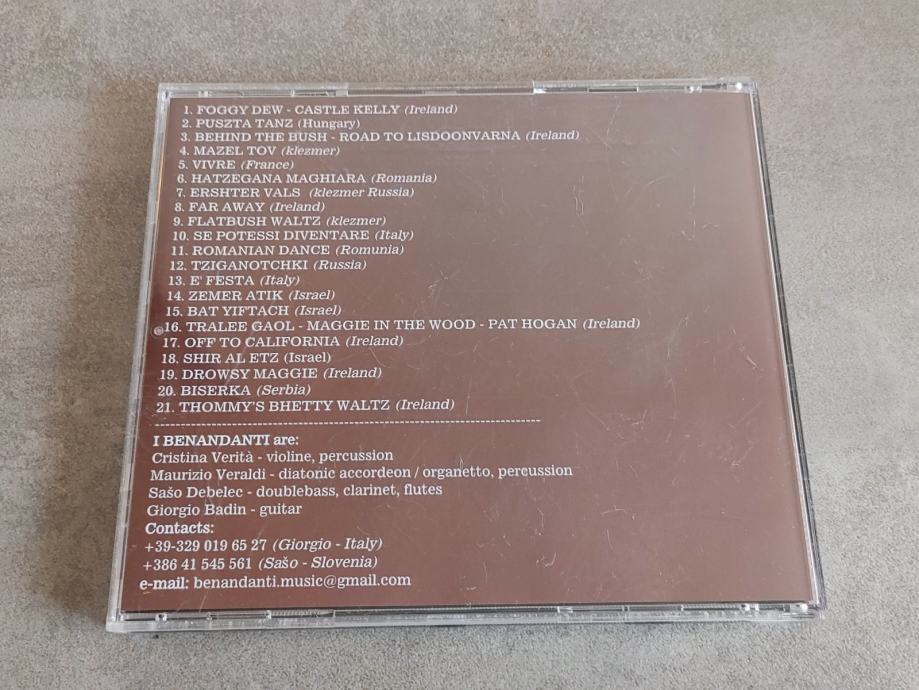 1. FOGGY DEW - CASTLE KELLY (Ireland)
2. PUSZTA TANZ (Hungary)
3. BEHIND THE BUSH - ROAD TO LISDOONVARNA (Ireland)
4. MAZEL TOV (klezmer)
5. VIVRE (France)
6. HATZEGANA MAGHIARA (Romania)
7. ERSHTER VALS (klezmer Russia)
8. FAR AWAY (Ireland)
9. FLATBUSH WALTZ (klezmer)
10. SE POTESSI DIVENTARE (Italy)
11. ROMANIAN DANCE (Romunia)
12. TZIGANOTCHKI (Russia)
13. E' FESTA (Italy)
14. ZEMER ATIK (Israel)
15. BAT YIFTACH (Israel)
16. TRALEE GAOL - MAGGIE IN THE WOOD - PAT HOGAN (Ireland)
17. OFF TO CALIFORNIA (Ireland)
18. SHIR AL ETZ (Israel)
19. DROWSY MAGGIE (Ireland)
20. BISERKA (Serbia)
21. THOMMY'S BHETTY WALTZ (Ireland)
I BENANDANTI are:
Cristina Verità - violine, percussion
Maurizio Veraldi - diatonic accordeon / organetto, percussion
Sašo Debelec - doublebass, clarinet, flutes
Giorgio Badin - guitar
Contacts:
+39-329 019 65 27 (Giorgio - Italy)
+386 41 545 561 (Sašo - Slovenia)
e-mail: benandanti.music@gmail.com